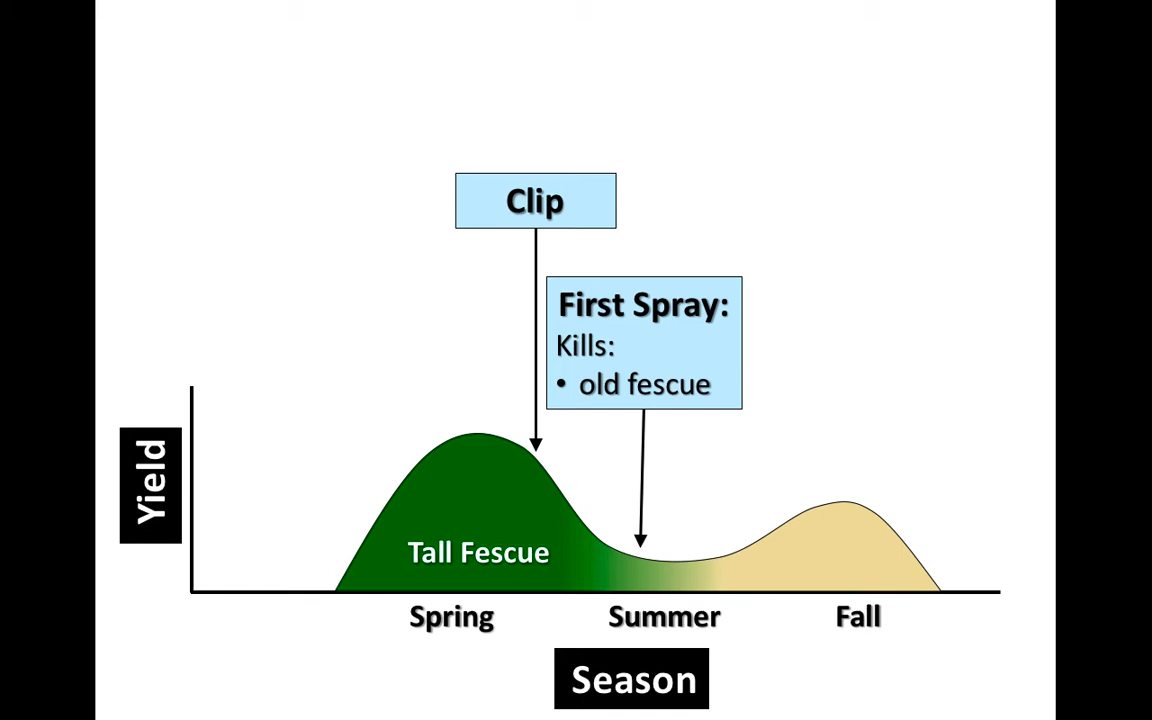 Clip
First Spray:
Kills:
• old fescue
Yield
Tall Fescue
Spring
Summer
Fall
Season